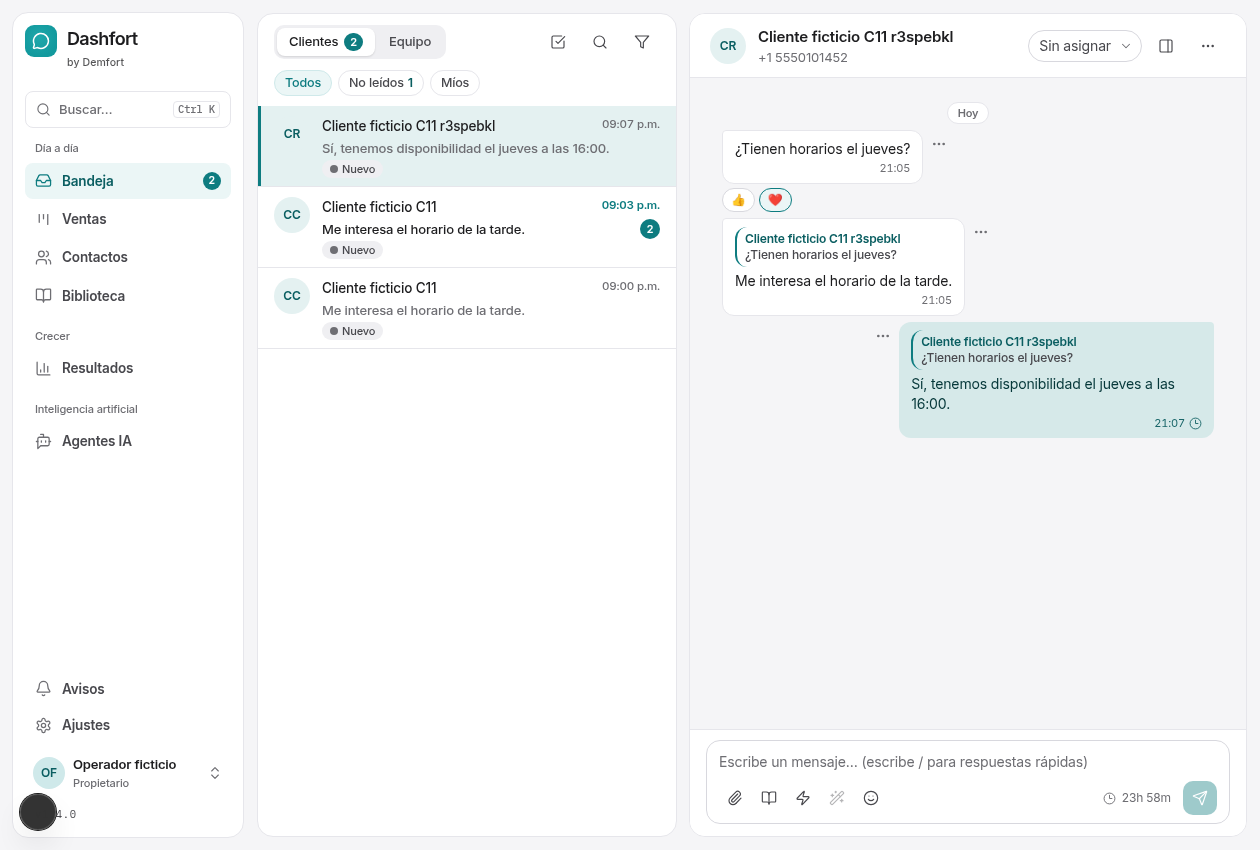 Dashfort
by Demfort
Buscar...
Ctrl K
Día a día
Bandeja
2
Ventas
Contactos
Biblioteca
Crecer
Resultados
Inteligencia artificial
Agentes IA
Avisos
Ajustes
OF
Operador ficticio
Propietario
4.0
Clientes 2
Equipo
Todos
No leídos 1
Míos
CR
Cliente ficticio C11 r3spebkl
09:07 p.m.
Sí, tenemos disponibilidad el jueves a las 16:00.
Nuevo
CC
Cliente ficticio C11
09:03 p.m.
Me interesa el horario de la tarde.
2
Nuevo
CC
Cliente ficticio C11
09:00 p.m.
Me interesa el horario de la tarde.
Nuevo
CR
Cliente ficticio C11 r3spebkl
+1 5550101452
Sin asignar
Hoy
¿Tienen horarios el jueves?
21:05
Cliente ficticio C11 r3spebkl
¿Tienen horarios el jueves?
Me interesa el horario de la tarde.
21:05
Cliente ficticio C11 r3spebkl
¿Tienen horarios el jueves?
Sí, tenemos disponibilidad el jueves a las
16:00.
21:07
Escribe un mensaje... (escribe / para respuestas rápidas)
23h 58m